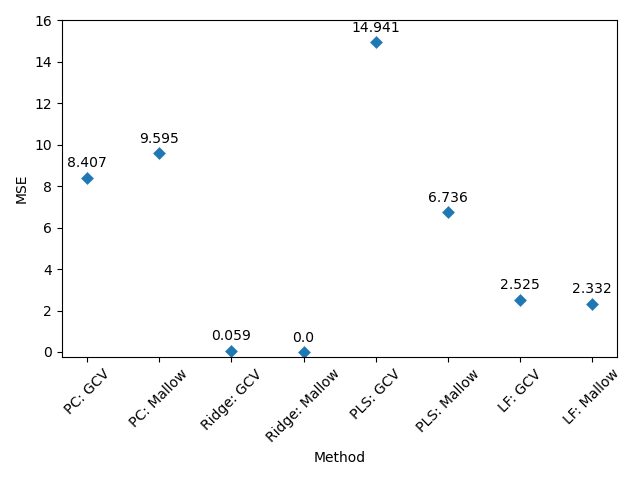 16
14.941
14
12
10
9.595
8.407
8
MSE
6.736
6
4
2.525
2.332
2
0.059
0.0
0
PC: GCV
PC: Mallow
Ridge: GCV
Ridge: Mallow
PLS: GCV
PLS: Mallow
LF: GCV
LF: Mallow
Method